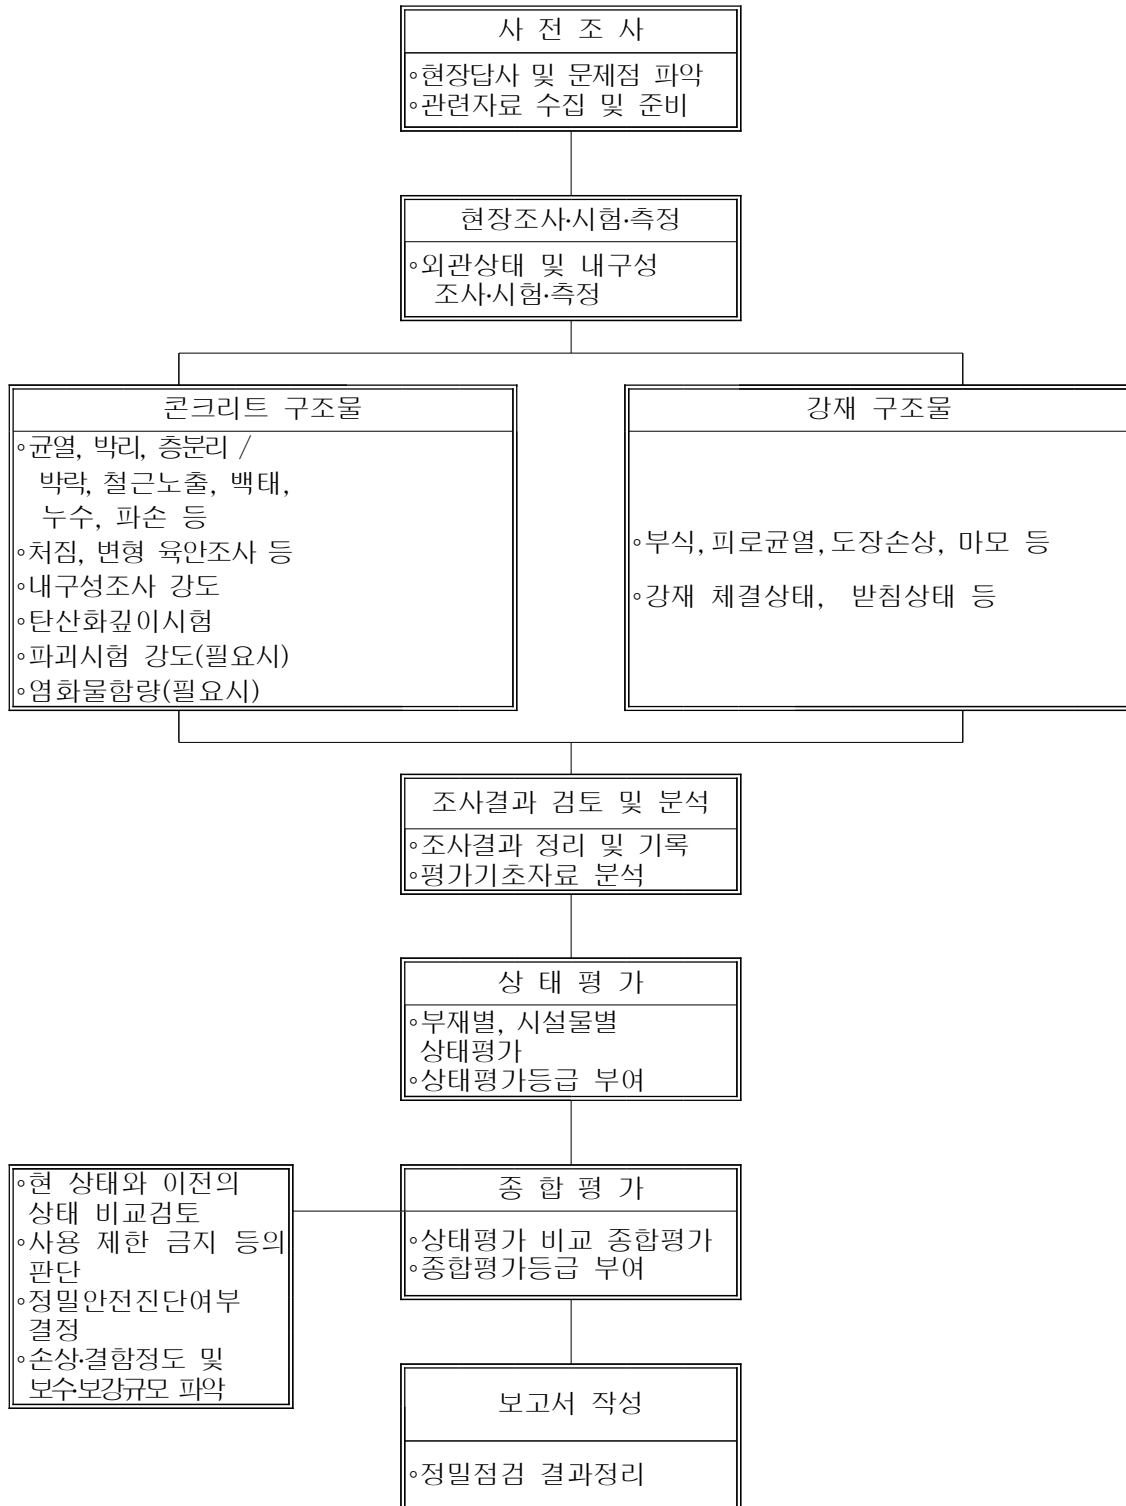 사 전 조 사
∘현장답사 및 문제점 파악
∘관련자료 수집 및 준비
현장조사·시험·측정
∘외관상태 및 내구성
조사·시험·측정
콘크리트 구조물
∘균열, 박리, 층분리 /
박락, 철근노출, 백태,
누수, 파손 등
∘처짐, 변형 육안조사 등
∘내구성조사 강도
∘탄산화깊이시험
∘파괴시험 강도(필요시)
∘염화물함량(필요시)
강재 구조물
∘부식, 피로균열, 도장손상, 마모 등
∘강재 체결상태, 받침상태 등
조사결과 검토 및 분석
∘조사결과 정리 및 기록
∘평가기초자료 분석
상 태 평 가
∘부재별, 시설물별
상태평가
∘상태평가등급 부여
∘현 상태와 이전의
상태 비교검토
∘사용 제한 금지 등의
판단
∘정밀안전진단여부
결정
∘손상·결함정도 및
보수·보강규모 파악
종 합 평 가
∘상태평가 비교 종합평가
∘종합평가등급 부여
보고서 작성
∘정밀점검 결과정리